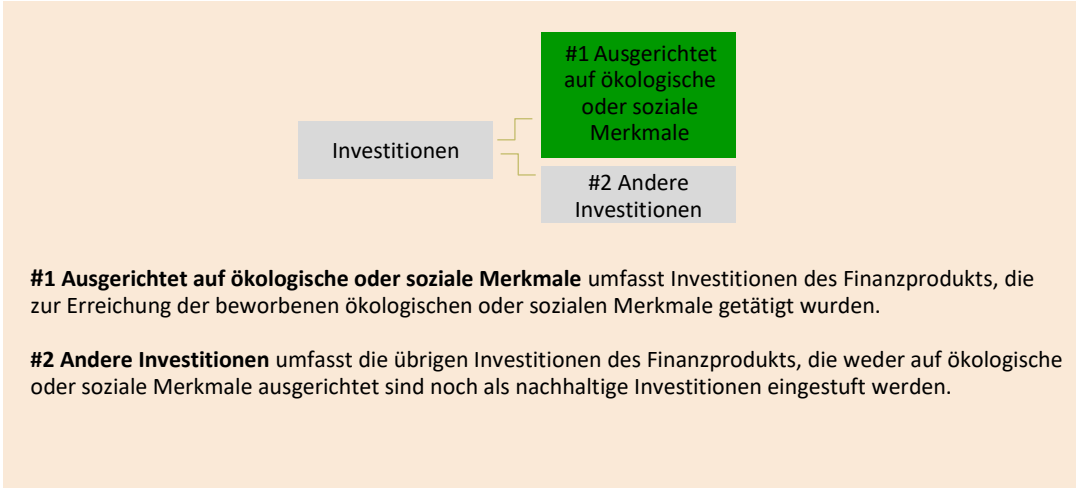 #1 Ausgerichtet
auf ökologische
oder soziale
Merkmale
Investitionen
#2 Andere
Investitionen
#1 Ausgerichtet auf ökologische oder soziale Merkmale umfasst Investitionen des Finanzprodukts, die
zur Erreichung der beworbenen ökologischen oder sozialen Merkmale getätigt wurden.
#2 Andere Investitionen umfasst die übrigen Investitionen des Finanzprodukts, die weder auf ökologische
oder soziale Merkmale ausgerichtet sind noch als nachhaltige Investitionen eingestuft werden.